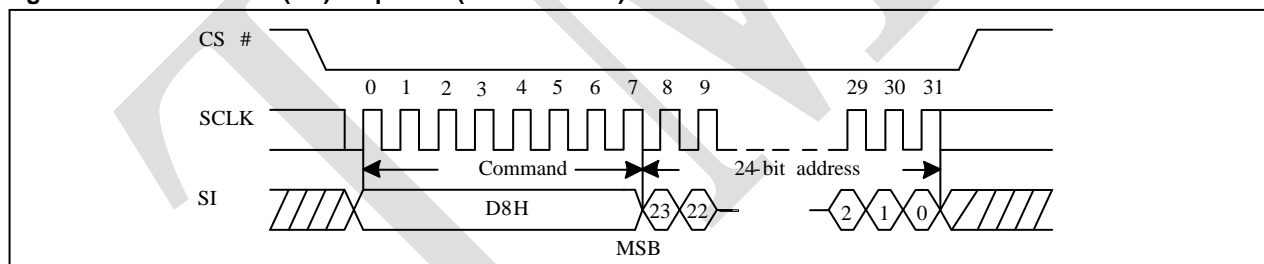 CS #
0 1 2 3 4 5 6 7 8 9 29 30 31
SCLK
Command 24-bit address
SI D8H 23 22 2 1 0
MSB